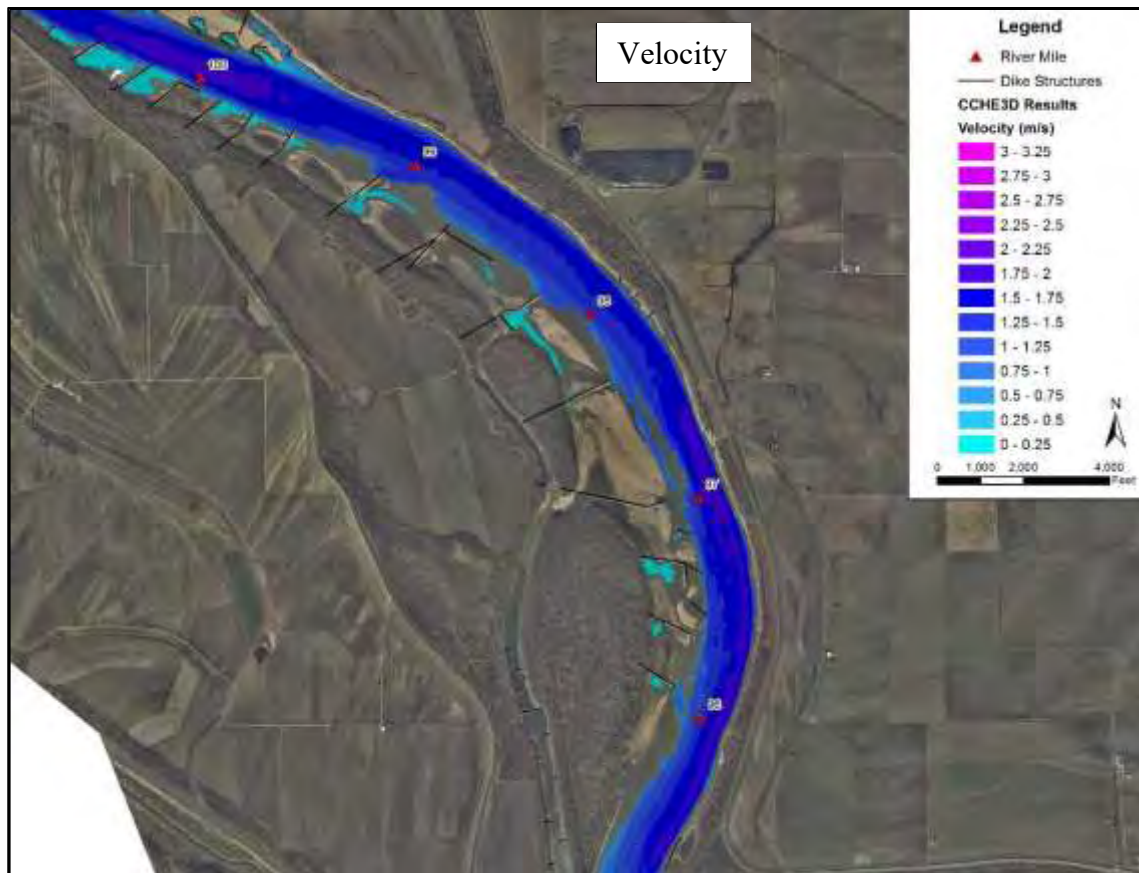 Velocity
Legend
River Mile
Dike Structures
CCHE3D Results
Velocity (m/s)
3 - 3.25
2.75 - 3
2.5 - 2.75
2.25 - 2.5
2 - 2.25
1.75 - 2
1.5 - 1.75
1.25 - 1.5
1 - 1.25
0.75 - 1
0.5 - 0.75
0.25 - 0.5
0 - 0.25
N
0 1,000 2,000 4,000
Feet
100
99
97